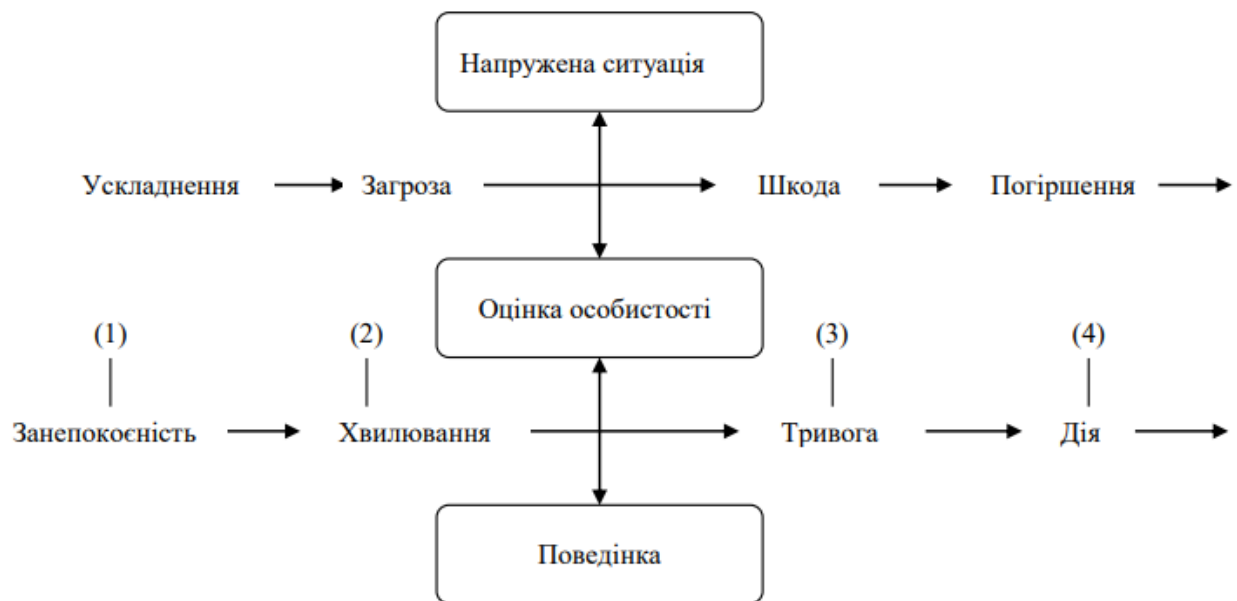 Напружена ситуація
Ускладнення Загроза Шкода Погіршення
Оцінка особистості
(1) (2) (3) (4)
Занепокоєність Хвилювання Тривога Дія
Поведінка